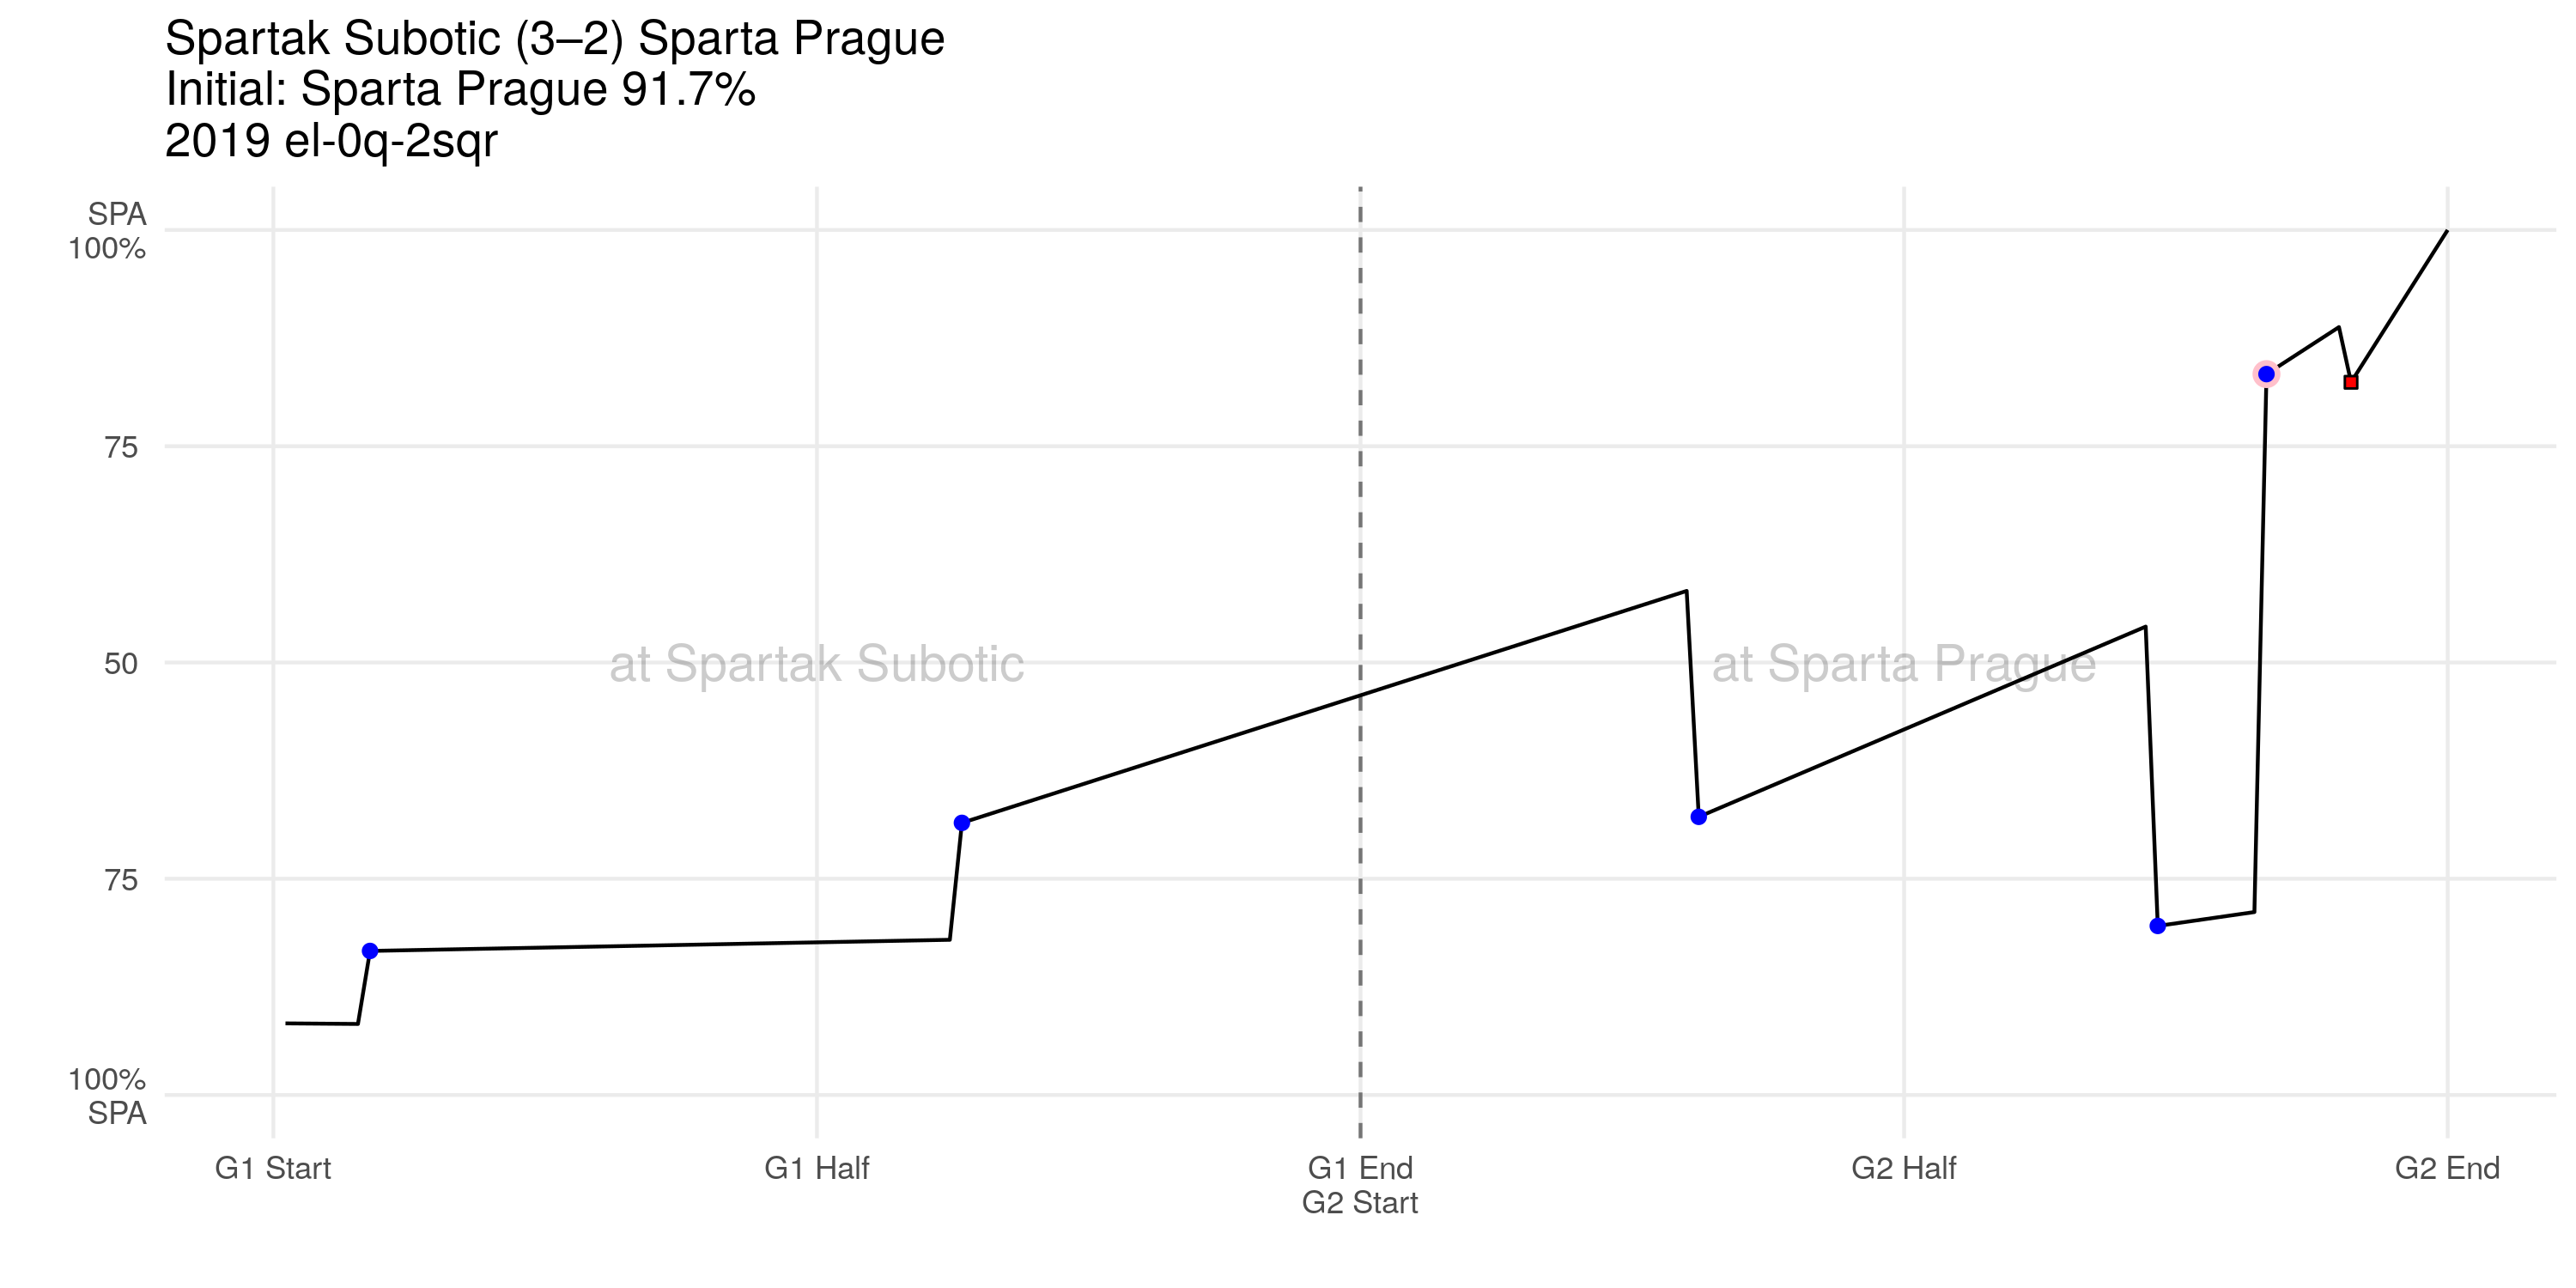 Spartak Subotic (3–2) Sparta Prague
Initial: Sparta Prague 91.7%
2019 el-0q-2sqr
SPA
100%
75
50
75
100%
SPA
at Spartak Subotic
at Sparta Prague
G1 Start
G1 Half
G1 End
G2 Start
G2 Half
G2 End